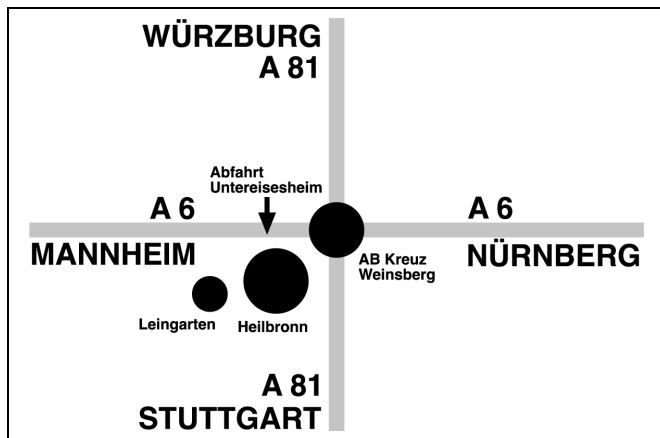 WÜRZBURG
A 81
Abfahrt
Untereisesheim
A 6
A 6
MANNHEIM
NÜRNBERG
AB Kreuz
Weinsberg
Leingarten
Heilbronn
A 81
STUTTGART